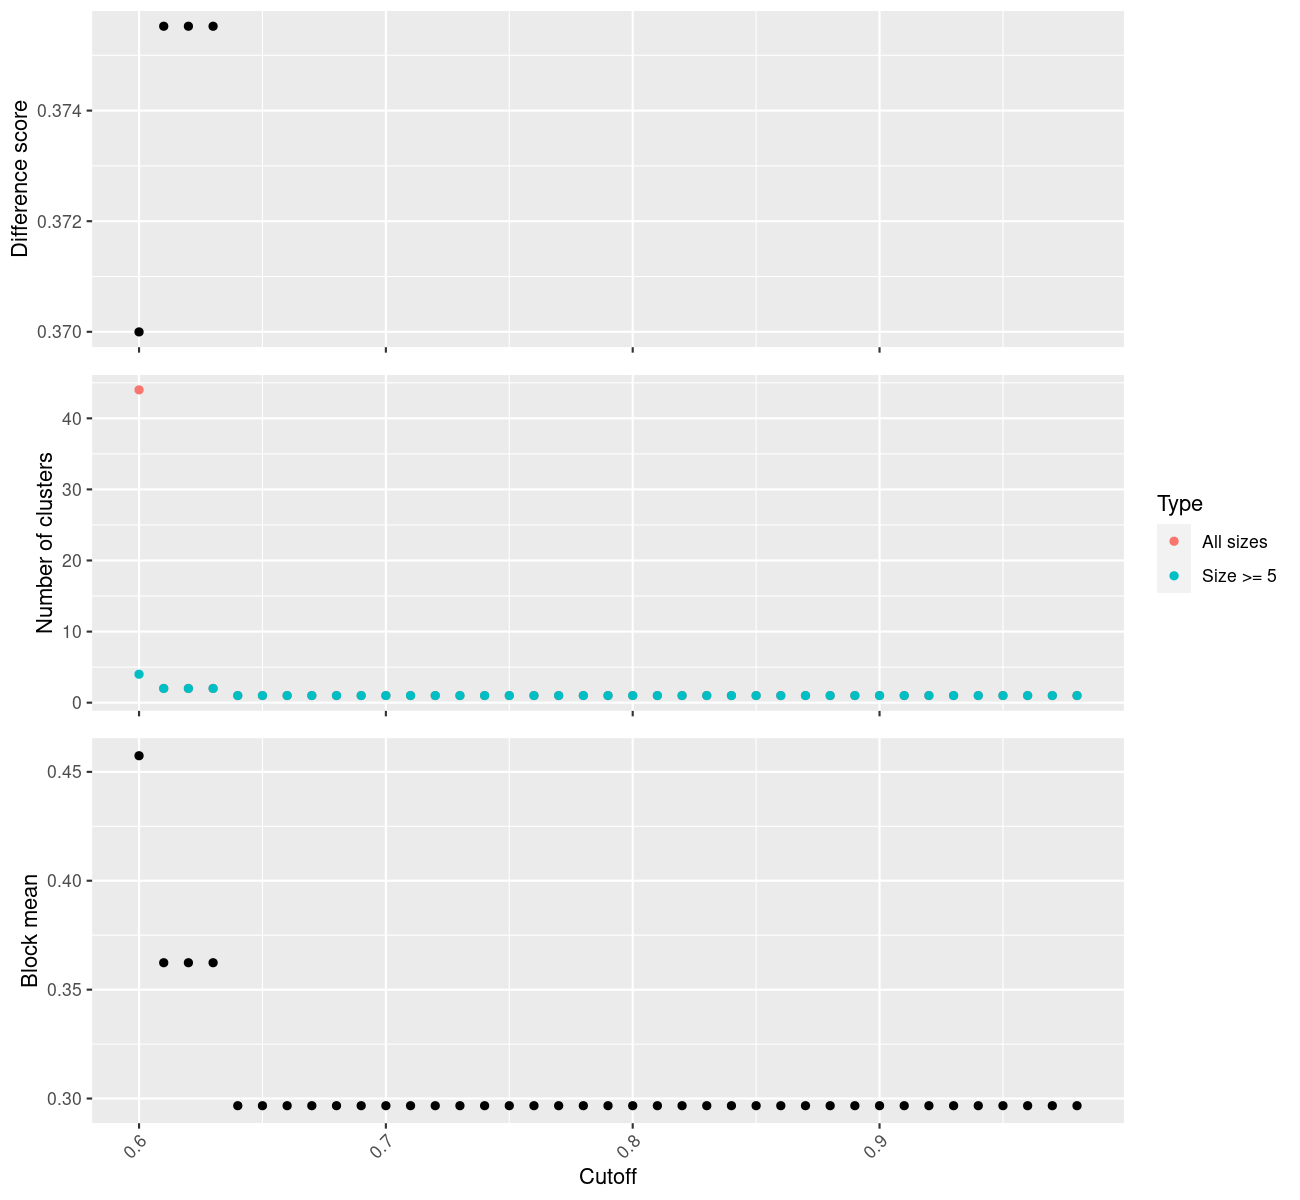 Difference score
0.374
0.372
0.370
Number of clusters
40
30
20
10
0
Type
All sizes
Size >= 5
Block mean
0.45
0.40
0.35
0.30
0.6
0.7
0.8
0.9
Cutoff